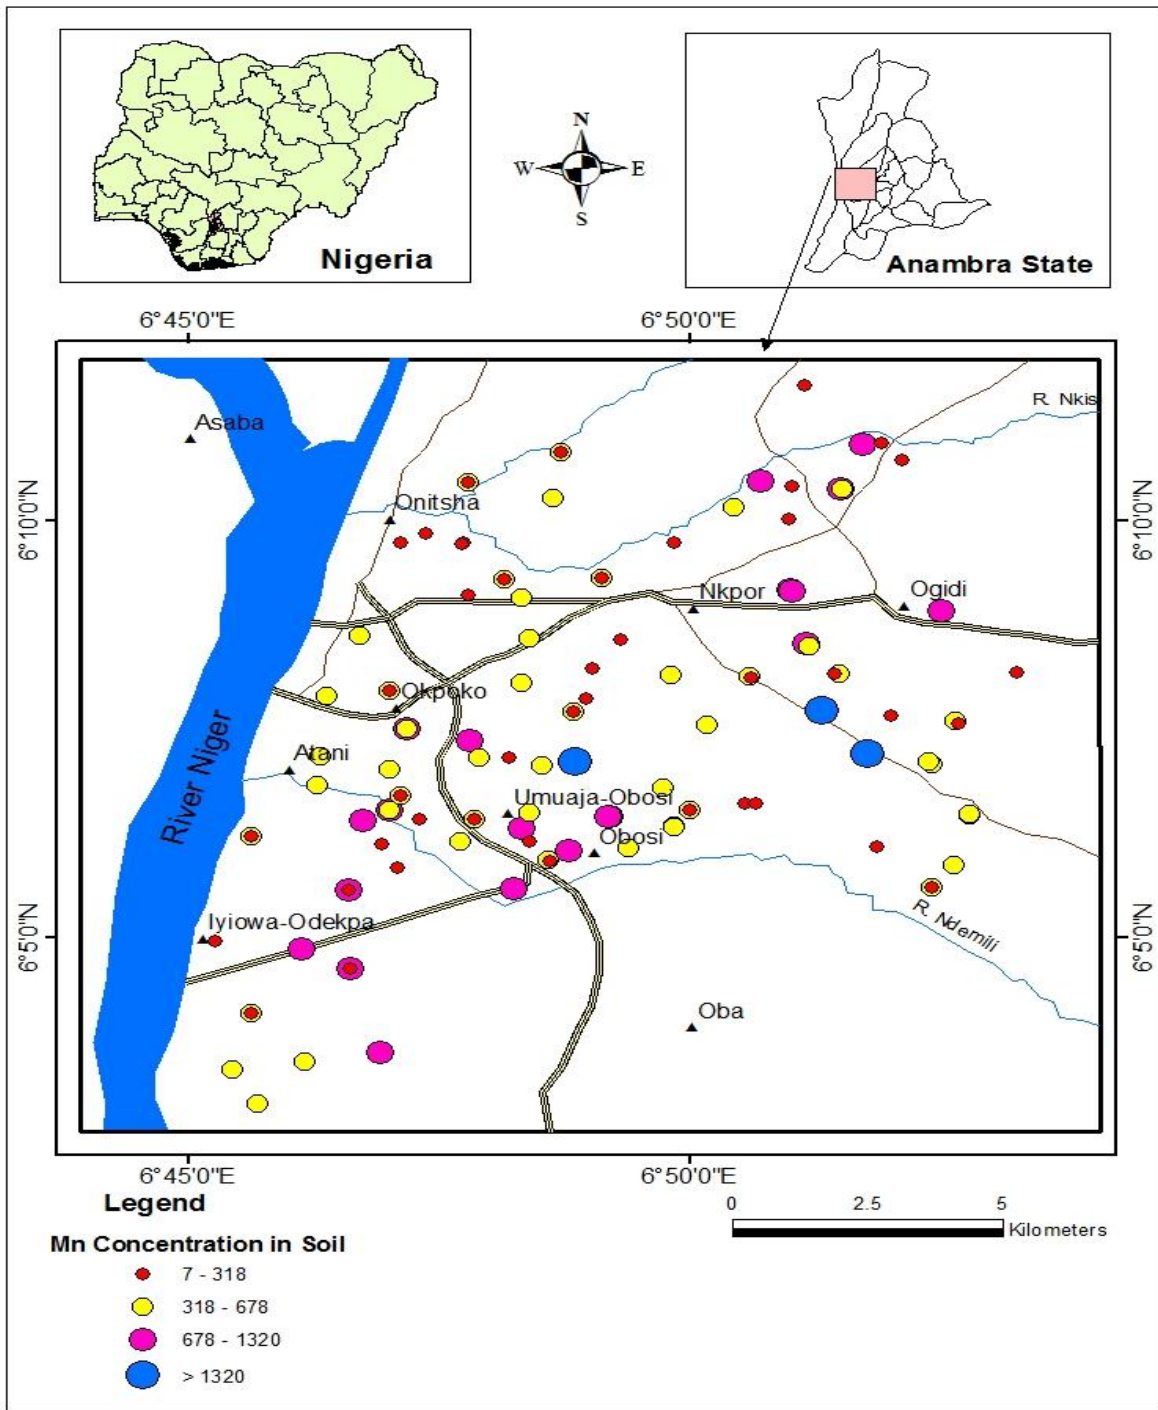 N
W E
S
Nigeria
Anambra State
6°45'0"E 6°50'0"E
R. Nkis
Asaba
Onitsha
6°10'0"N 6°10'0"N
Nkpor
Ogidi
Okpoko
River Niger
Atani
Umuaja-Obosi
Obosi
Iyiowa-Odekpa
R. Ndemili
6°5'0"N 6°5'0"N
Oba
6°45'0"E 6°50'0"E
Legend
0 2.5 5
Kilometers
Mn Concentration in Soil
7 - 318
318 - 678
678 - 1320
> 1320